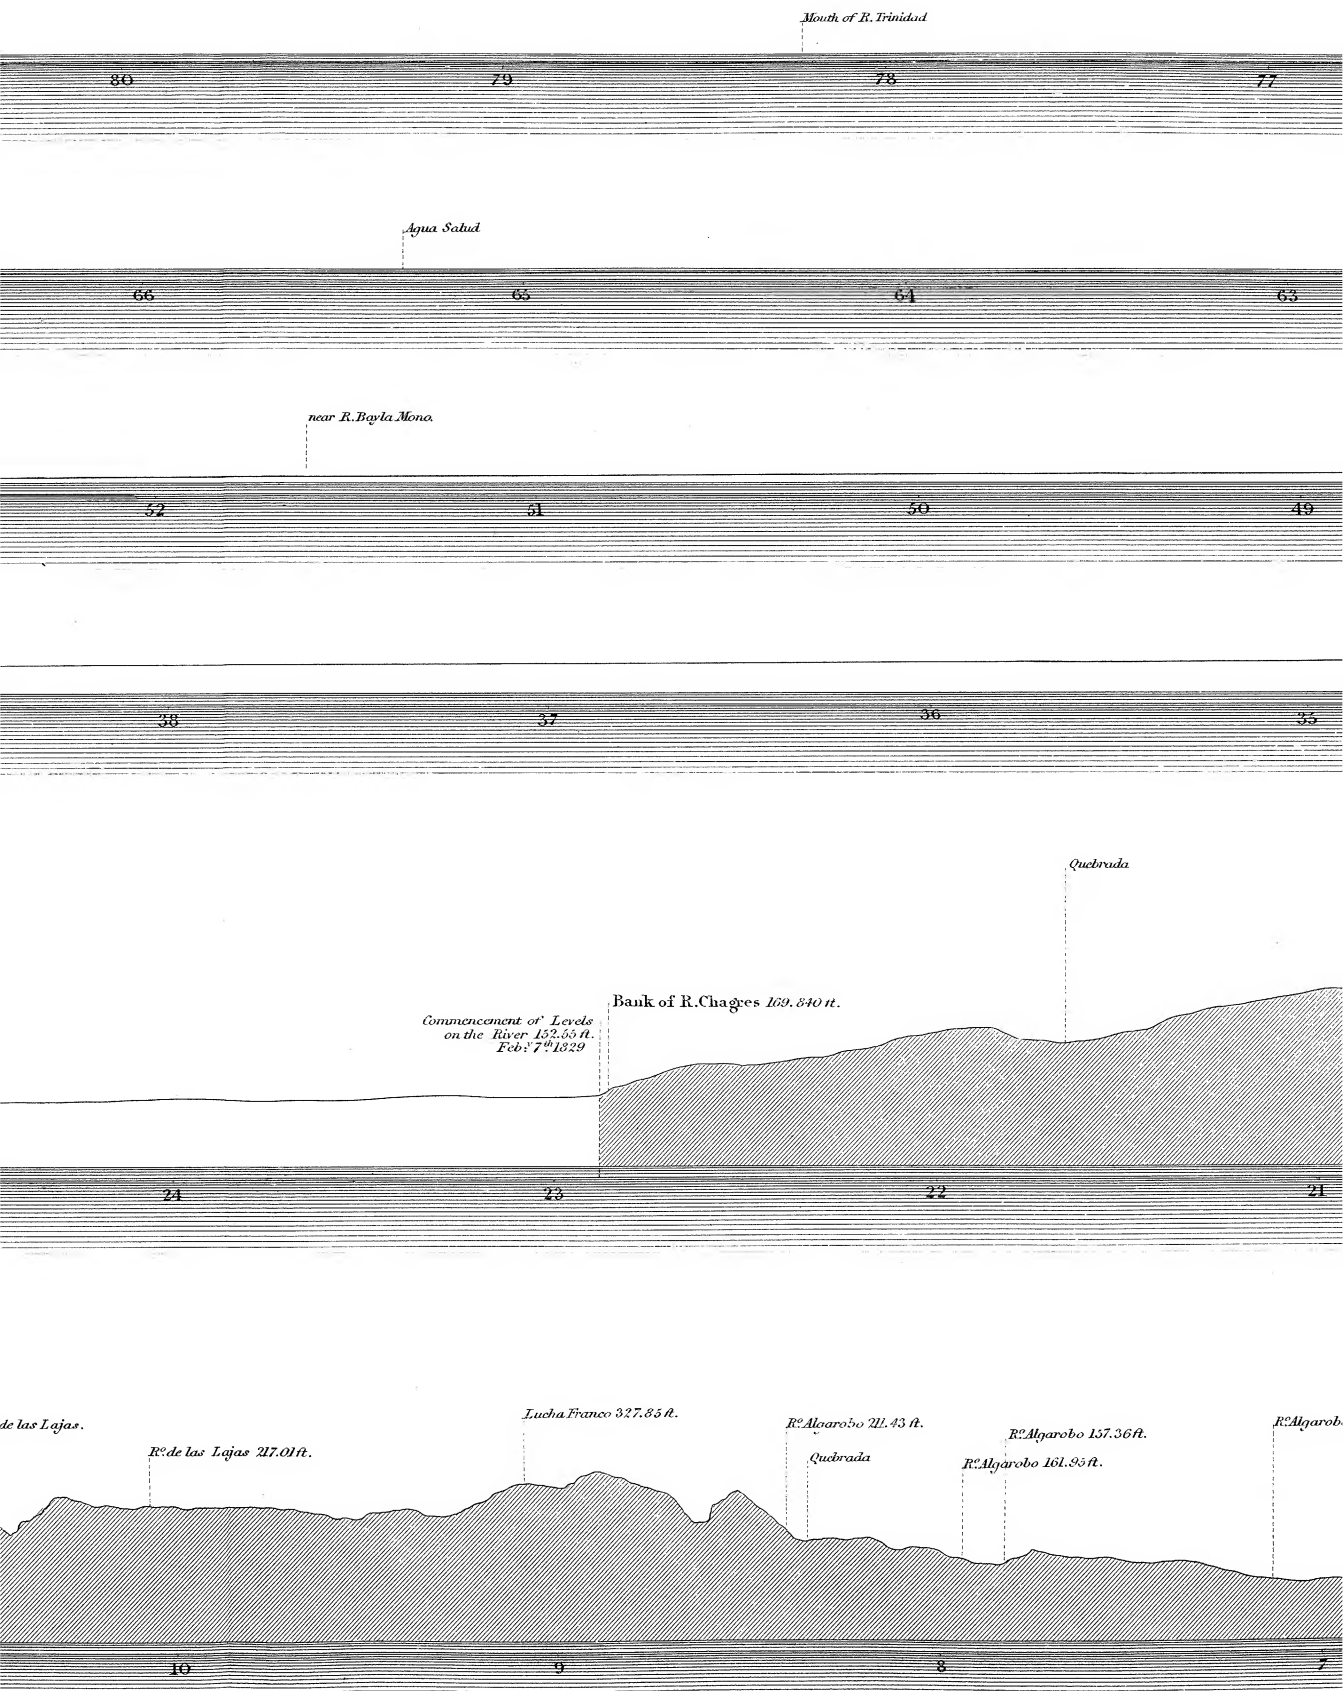 Mouth of R. Trinidad
80 79 78 77
Agua Salud
66 65 64 63
near R. Bayla Mono.
52 51 50 49
38 37 36 35
Quebrada
Bank of R. Chagres 169.840 ft.
Commencement of Levels
on the River 152.55 ft.
Feb.y 7th 1829
24 23 22 21
Lucha Franco 327.85 ft.
de las Lajas.
Ro. Algarobo 211.43 ft.
Ro. Algarob
Ro. Algarobo 157.36 ft.
Ro. de las Lajas 217.01 ft.
Quebrada
Ro. Algarobo 161.95 ft.
10 9 8 7